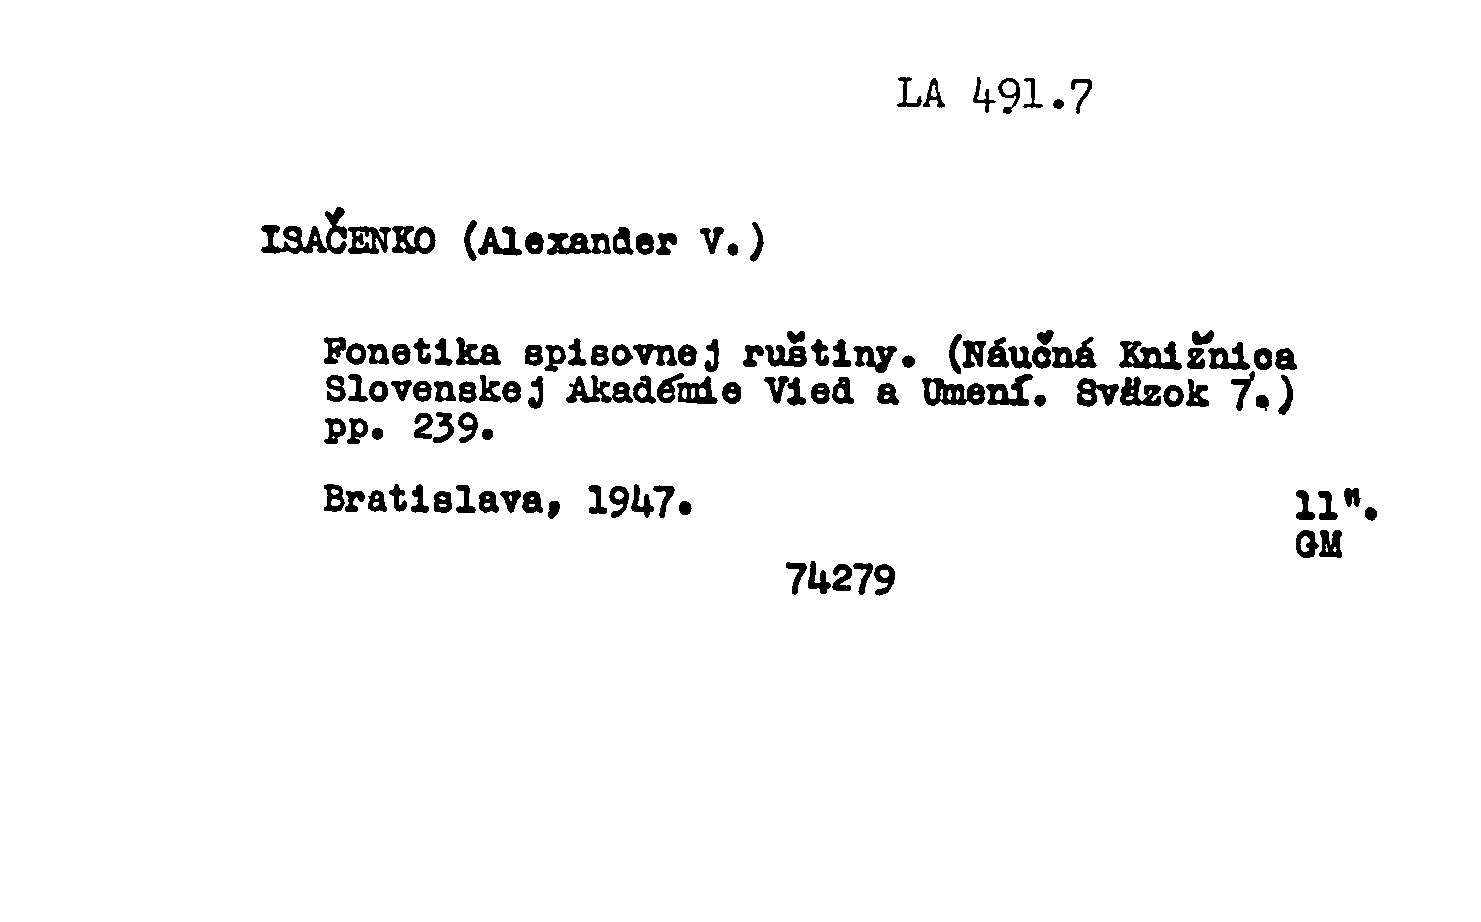 LA 491.7
ISAČENKO (Alexander V.)
Fonetika spisovnej ruštiny. (Náučná Knižnica
Slovenskej Akadémie Vied a Umení. Sväzok 7.)
pp. 239.
Bratislava, 1947.
11".
GM
74279